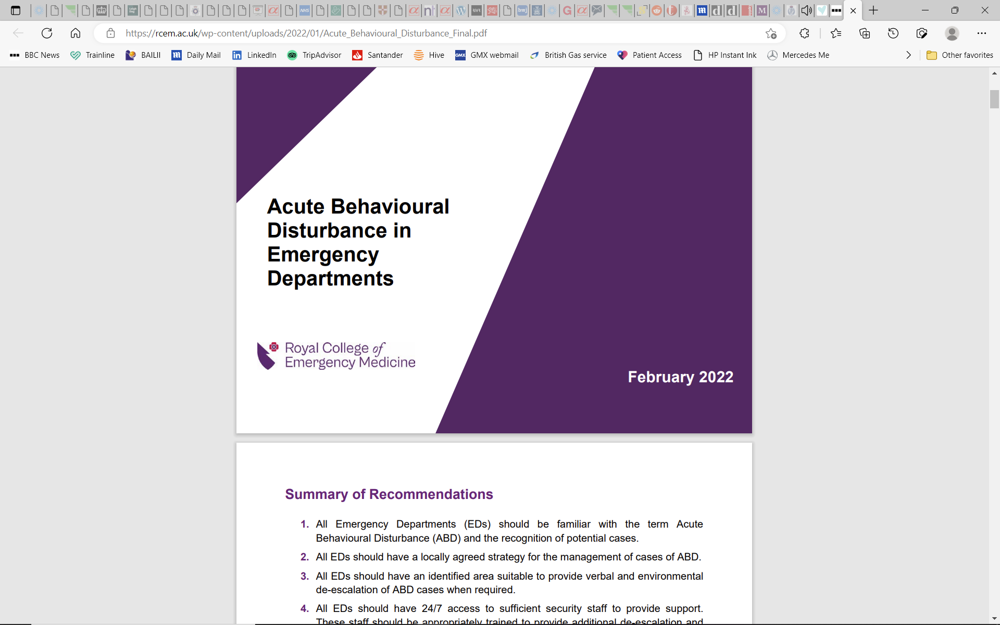 https://rcem.ac.uk/wp-content/uploads/2022/01/Acute_Behavioural_Disturbance_Final.pdf
BBC News Trainline BAILII Daily Mail LinkedIn TripAdvisor Santander Hive GMX webmail British Gas service Patient Access HP Instant Ink Mercedes Me Other favorites
Acute Behavioural
Disturbance in
Emergency
Departments
Royal College of
Emergency Medicine
February 2022
Summary of Recommendations
1. All Emergency Departments (EDs) should be familiar with the term Acute
Behavioural Disturbance (ABD) and the recognition of potential cases.
2. All EDs should have a locally agreed strategy for the management of cases of ABD.
3. All EDs should have an identified area suitable to provide verbal and environmental
de-escalation of ABD cases when required.
4. All EDs should have 24/7 access to sufficient security staff to provide support.
These staff should be appropriately trained to provide additional de-escalation and